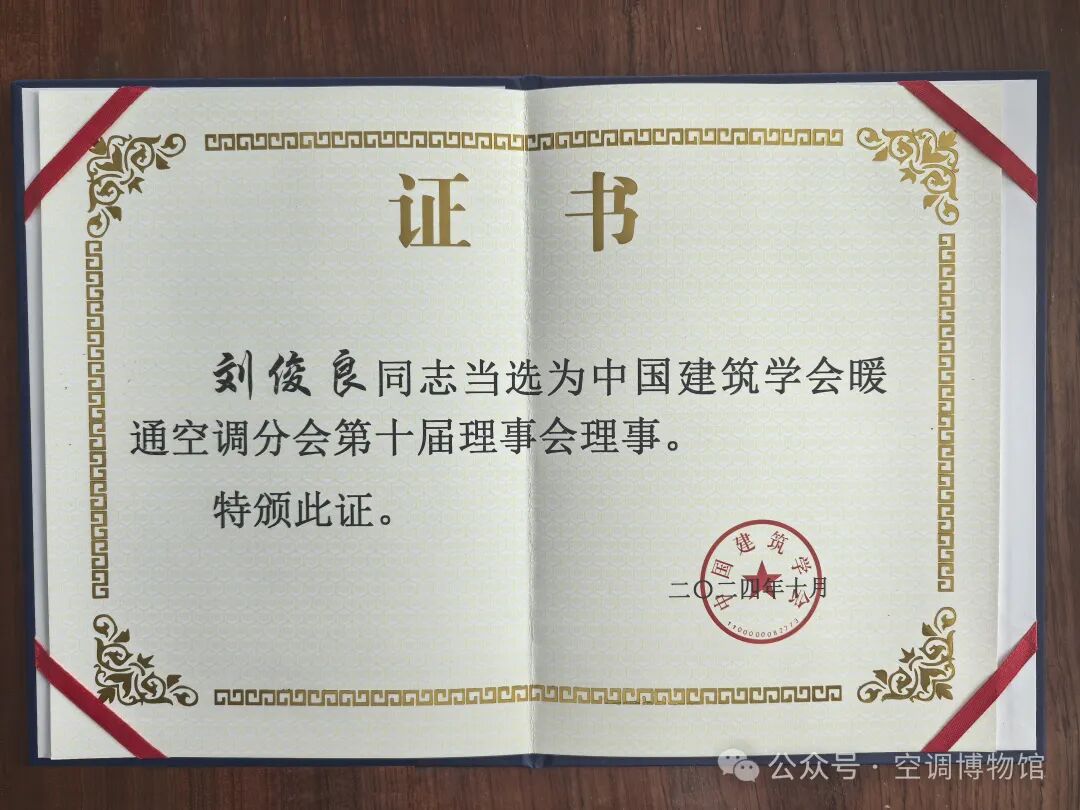 证 书
刘俊良同志当选为中国建筑学会暖
通空调分会第十届理事会理事。
特颁此证。
中国建筑学会
二〇二四年十月
公众号·空调博物馆